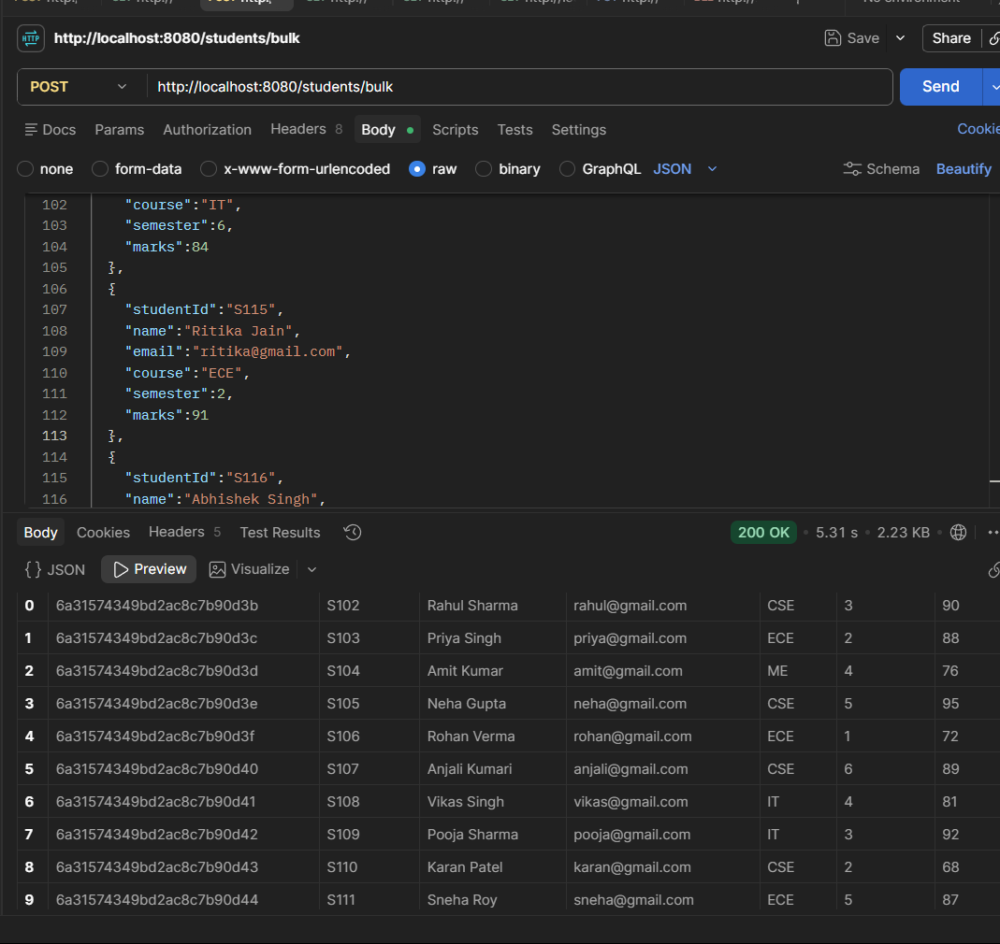 HTTP http://localhost:8080/students/bulk Save Share
POST http://localhost:8080/students/bulk Send
Docs Params Authorization Headers 8 Body Scripts Tests Settings Cookie
none form-data x-www-form-urlencoded raw binary GraphQL JSON Schema Beautify
102 "course":"IT",
103 "semester":6,
104 "marks":84
105 },
106 {
107 "studentId":"S115",
108 "name":"Ritika Jain",
109 "email":"ritika@gmail.com",
110 "course":"ECE",
111 "semester":2,
112 "marks":91
113 },
114 {
115 "studentId":"S116",
116 "name":"Abhishek Singh",
Body Cookies Headers 5 Test Results 200 OK • 5.31 s • 2.23 KB •
{} JSON Preview Visualize
0 6a31574349bd2ac8c7b90d3b S102 Rahul Sharma rahul@gmail.com CSE 3 90
1 6a31574349bd2ac8c7b90d3c S103 Priya Singh priya@gmail.com ECE 2 88
2 6a31574349bd2ac8c7b90d3d S104 Amit Kumar amit@gmail.com ME 4 76
3 6a31574349bd2ac8c7b90d3e S105 Neha Gupta neha@gmail.com CSE 5 95
4 6a31574349bd2ac8c7b90d3f S106 Rohan Verma rohan@gmail.com ECE 1 72
5 6a31574349bd2ac8c7b90d40 S107 Anjali Kumari anjali@gmail.com CSE 6 89
6 6a31574349bd2ac8c7b90d41 S108 Vikas Singh vikas@gmail.com IT 4 81
7 6a31574349bd2ac8c7b90d42 S109 Pooja Sharma pooja@gmail.com IT 3 92
8 6a31574349bd2ac8c7b90d43 S110 Karan Patel karan@gmail.com CSE 2 68
9 6a31574349bd2ac8c7b90d44 S111 Sneha Roy sneha@gmail.com ECE 5 87